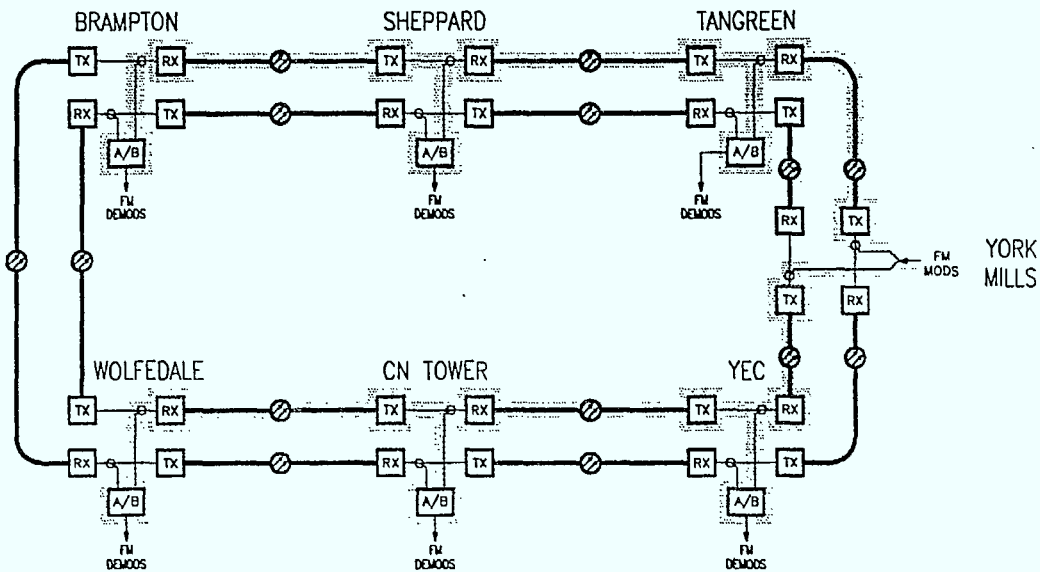 BRAMPTON SHEPPARD TANGREEN
TX RX TX RX TX RX
RX TX RX TX RX TX
A/B A/B A/B
FM DEMODS FM DEMODS FM DEMODS
RX TX
FM MODS
YORK MILLS
TX RX
WOLFEDALE CN TOWER YEC
TX RX TX RX TX RX
RX TX RX TX RX TX
A/B A/B A/B
FM DEMODS FM DEMODS FM DEMODS